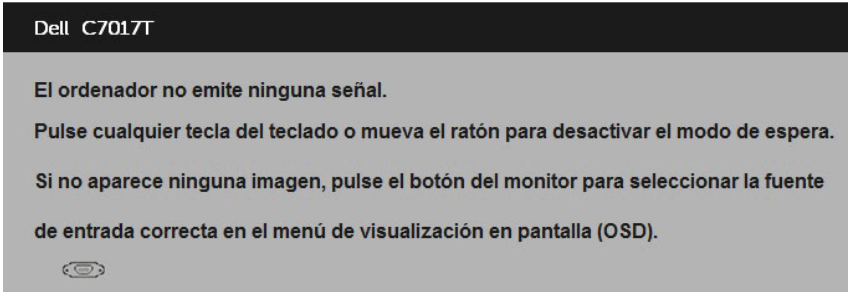 Dell C7017T
El ordenador no emite ninguna señal.
Pulse cualquier tecla del teclado o mueva el ratón para desactivar el modo de espera.
Si no aparece ninguna imagen, pulse el botón del monitor para seleccionar la fuente
de entrada correcta en el menú de visualización en pantalla (OSD).